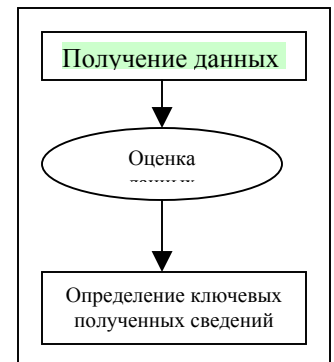 Получение данных
Оценка
Определение ключевых
полученных сведений